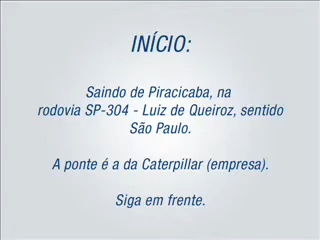 INÍCIO:
Saindo de Piracicaba, na
rodovia SP-304 - Luiz de Queiroz, sentido
São Paulo.
A ponte é a da Caterpillar (empresa).
Siga em frente.